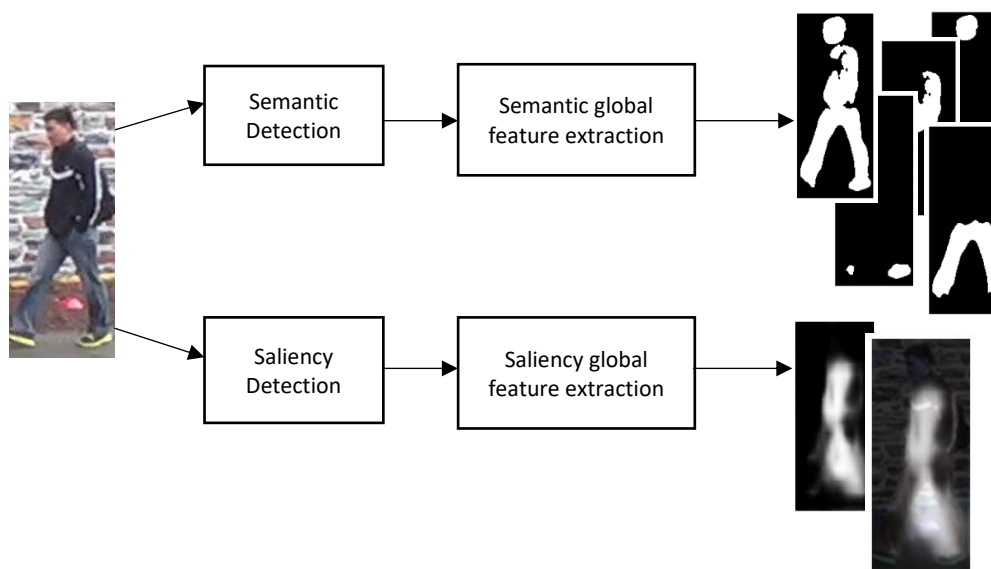 Semantic
Detection
Semantic global
feature extraction
Saliency
Detection
Saliency global
feature extraction